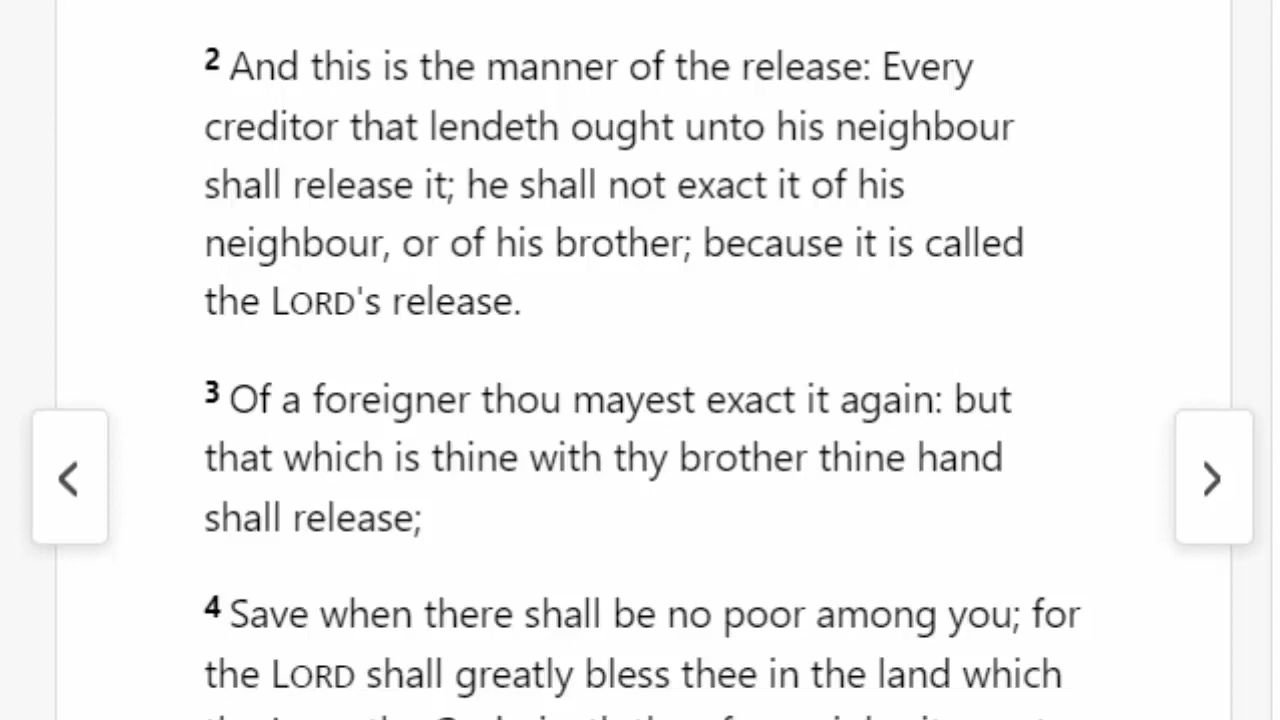 2 And this is the manner of the release: Every
creditor that lendeth ought unto his neighbour
shall release it; he shall not exact it of his
neighbour, or of his brother; because it is called
the LORD's release.
3 Of a foreigner thou mayest exact it again: but
that which is thine with thy brother thine hand
shall release;
4 Save when there shall be no poor among you; for
the LORD shall greatly bless thee in the land which